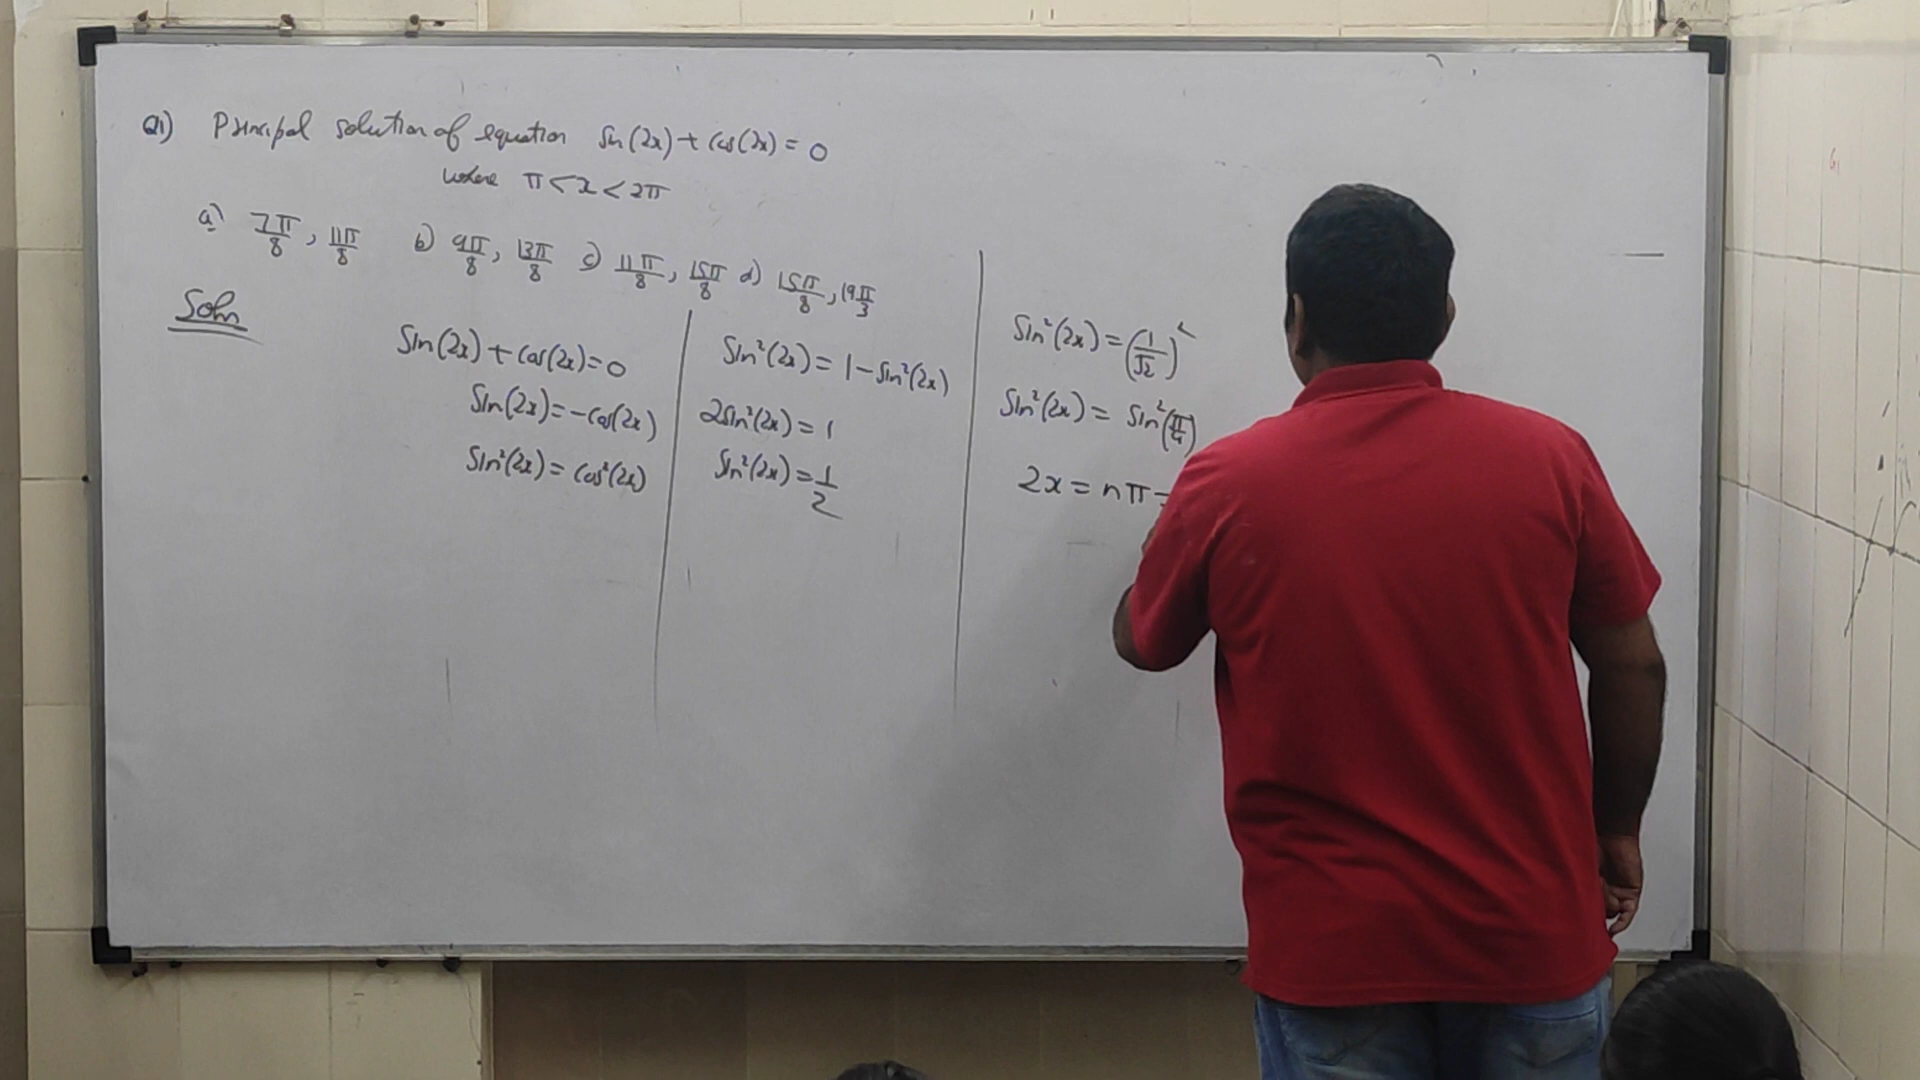 Q1) Principal solution of equation Sin(2x) + Cos(2x) = 0
where π < x < 2π
a) 7π/8, 11π/8 b) 9π/8, 13π/8 c) 11π/8, 15π/8 d) 15π/8, 19π/3
Soln
Sin(2x) + Cos(2x) = 0
Sin(2x) = -Cos(2x)
Sin²(2x) = Cos²(2x)
Sin²(2x) = 1 - Sin²(2x)
2Sin²(2x) = 1
Sin²(2x) = 1/2
Sin²(2x) = (1/√2)²
Sin²(2x) = Sin²(π/4)
2x = nπ